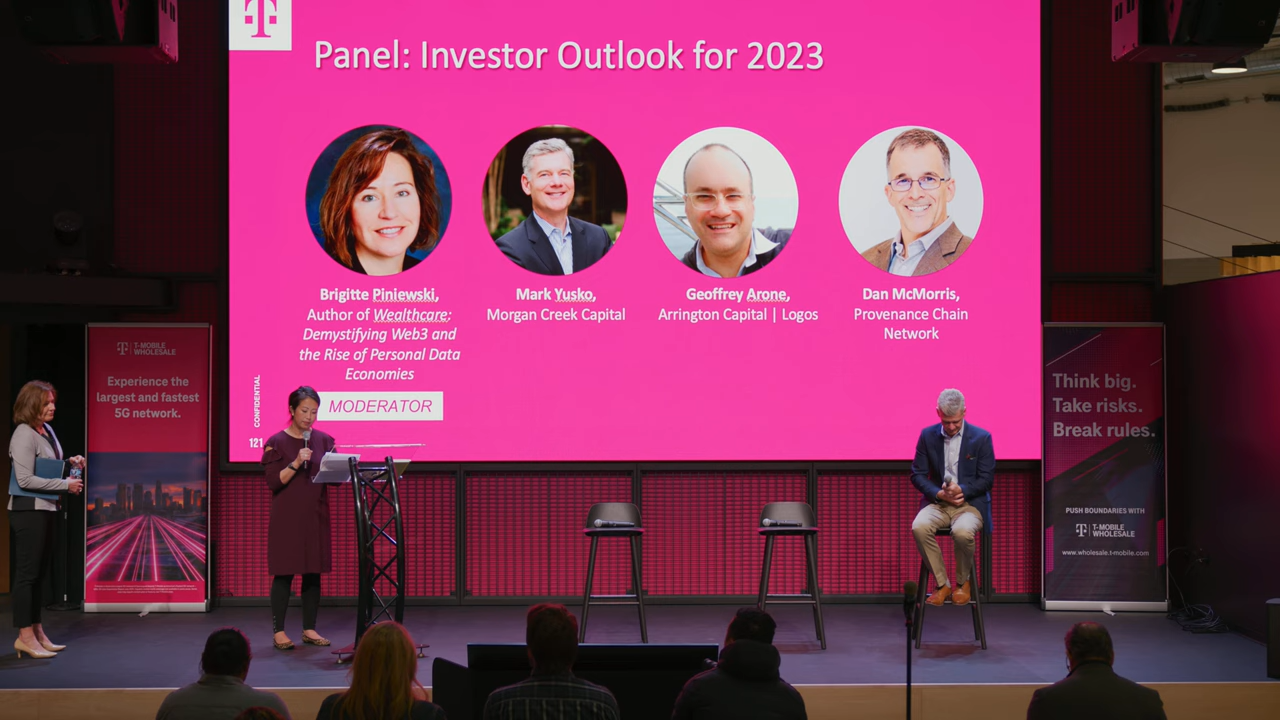 T
Panel: Investor Outlook for 2023
Brigitte Piniewski,
Author of Wealthcare:
Demystifying Web3 and
the Rise of Personal Data
Economies
MODERATOR
Mark Yusko,
Morgan Creek Capital
Geoffrey Arone,
Arrington Capital | Logos
Dan McMorris,
Provenance Chain
Network
CONFIDENTIAL
121
T T-MOBILE
WHOLESALE
Experience the
largest and fastest
5G network.
Think big.
Take risks.
Break rules.
PUSH BOUNDARIES WITH
T T-MOBILE
WHOLESALE
www.wholesale.t-mobile.com